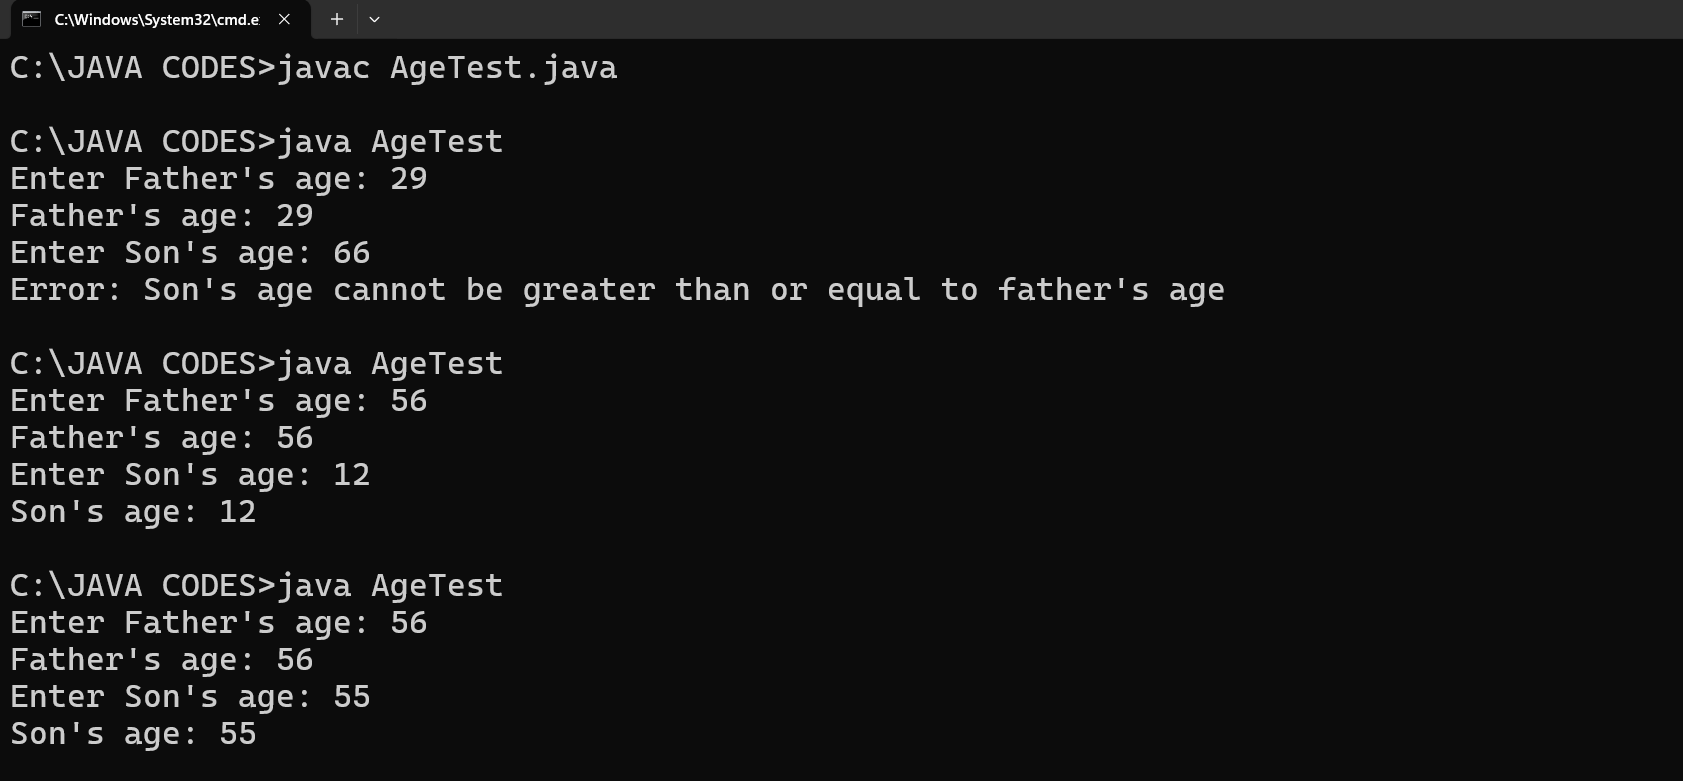 C:\Windows\System32\cmd.e
C:\JAVA CODES>javac AgeTest.java
C:\JAVA CODES>java AgeTest
Enter Father's age: 29
Father's age: 29
Enter Son's age: 66
Error: Son's age cannot be greater than or equal to father's age
C:\JAVA CODES>java AgeTest
Enter Father's age: 56
Father's age: 56
Enter Son's age: 12
Son's age: 12
C:\JAVA CODES>java AgeTest
Enter Father's age: 56
Father's age: 56
Enter Son's age: 55
Son's age: 55